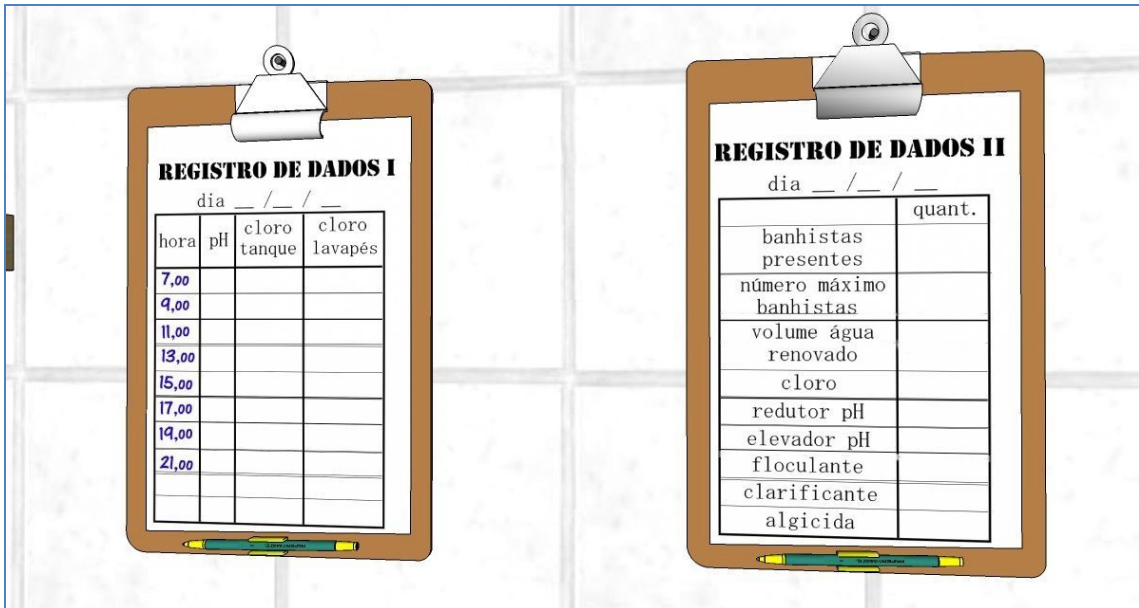 REGISTRO DE DADOS I
dia __ /__ / __
hora pH cloro tanque cloro lavapés
7,00
9,00
11,00
13,00
15,00
17,00
19,00
21,00
REGISTRO DE DADOS II
dia __ /__ / __
quant.
banhistas
presentes
número máximo
banhistas
volume água
renovado
cloro
redutor pH
elevador pH
floculante
clarificante
algicida